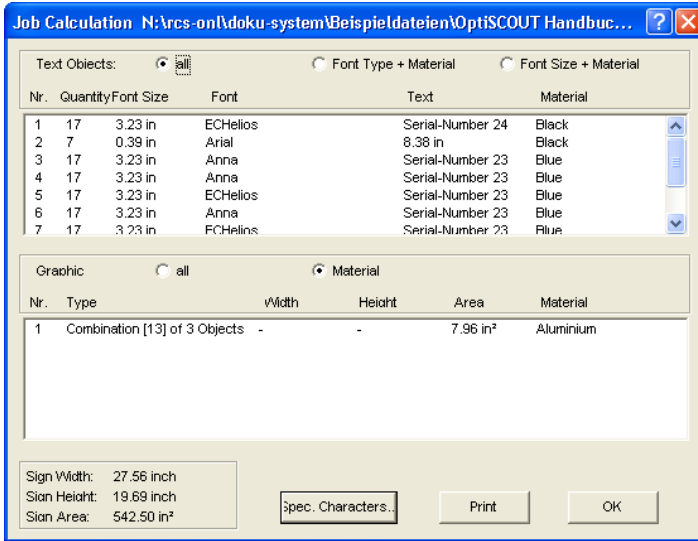 Job Calculation N:\rcs-onl\doku-system\Beispieldateien\OptiSCOUT Handbuc...
Text Objects: all Font Type + Material Font Size + Material
Nr. Quantity Font Size Font Text Material
1 17 3.23 in ECHelios Serial-Number 24 Black
2 7 0.39 in Arial 8.38 in Black
3 17 3.23 in Anna Serial-Number 23 Blue
4 17 3.23 in Anna Serial-Number 23 Blue
5 17 3.23 in ECHelios Serial-Number 23 Blue
6 17 3.23 in Anna Serial-Number 23 Blue
7 17 3.23 in ECHelios Serial-Number 23 Blue
Graphic all Material
Nr. Type Width Height Area Material
1 Combination [13] of 3 Objects - - 7.96 in² Aluminium
Sign Width: 27.56 inch
Sign Height: 19.69 inch
Sign Area: 542.50 in²
Spec. Characters.. Print OK